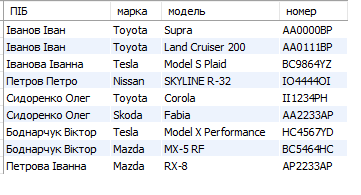 ПІБ марка модель номер
Іванов Іван Toyota Supra AA0000BP
Іванов Іван Toyota Land Cruiser 200 AA0111BP
Іванова Іванна Tesla Model S Plaid BC9864YZ
Петров Петро Nissan SKYLINE R-32 IO4444OI
Сидоренко Олег Toyota Corola II1234PH
Сидоренко Олег Skoda Fabia AA2233AP
Боднарчук Віктор Tesla Model X Performance HC4567YD
Боднарчук Віктор Mazda MX-5 RF BC5464HC
Петрова Іванна Mazda RX-8 AP2233AP